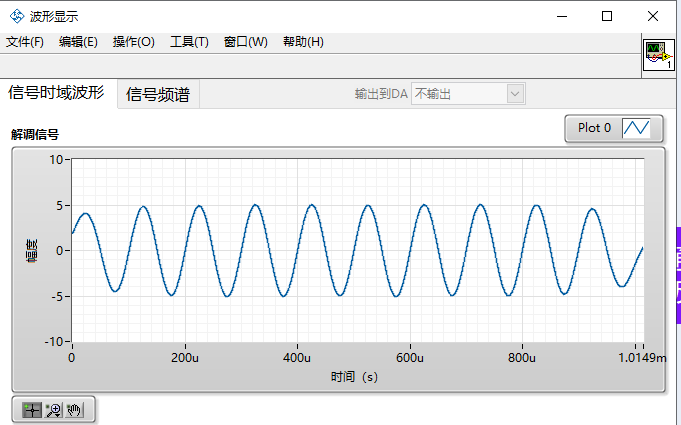 波形显示
文件(F) 编辑(E) 操作(O) 工具(T) 窗口(W) 帮助(H)
1
信号时域波形 信号频谱 输出到DA 不输出
解调信号
Plot 0
10
5
0
-5
-10
幅度
0 200u 400u 600u 800u 1.0149m
时间（s）